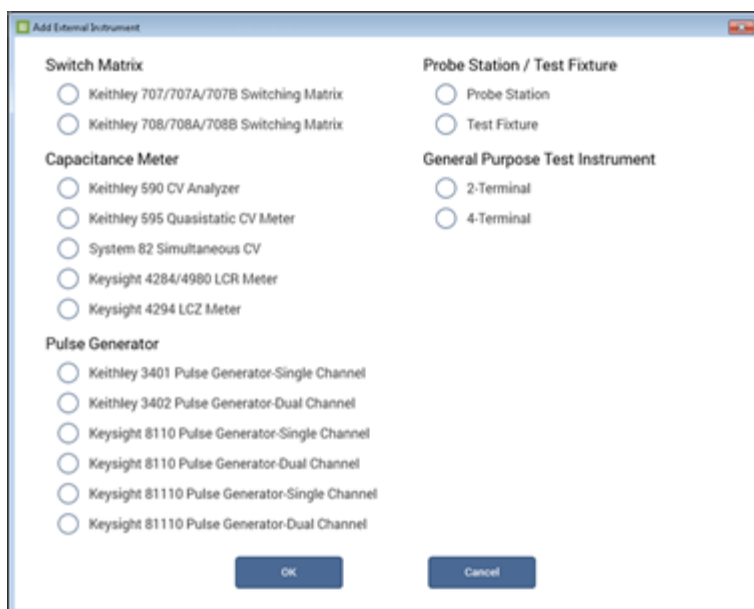 Add External Instrument
Switch Matrix
Keithley 707/707A/707B Switching Matrix
Keithley 708/708A/708B Switching Matrix
Capacitance Meter
Keithley 590 CV Analyzer
Keithley 595 Quasistatic CV Meter
System 82 Simultaneous CV
Keysight 4284/4980 LCR Meter
Keysight 4294 LCZ Meter
Pulse Generator
Keithley 3401 Pulse Generator-Single Channel
Keithley 3402 Pulse Generator-Dual Channel
Keysight 8110 Pulse Generator-Single Channel
Keysight 8110 Pulse Generator-Dual Channel
Keysight 81110 Pulse Generator-Single Channel
Keysight 81110 Pulse Generator-Dual Channel
Probe Station / Test Fixture
Probe Station
Test Fixture
General Purpose Test Instrument
2-Terminal
4-Terminal
OK
Cancel